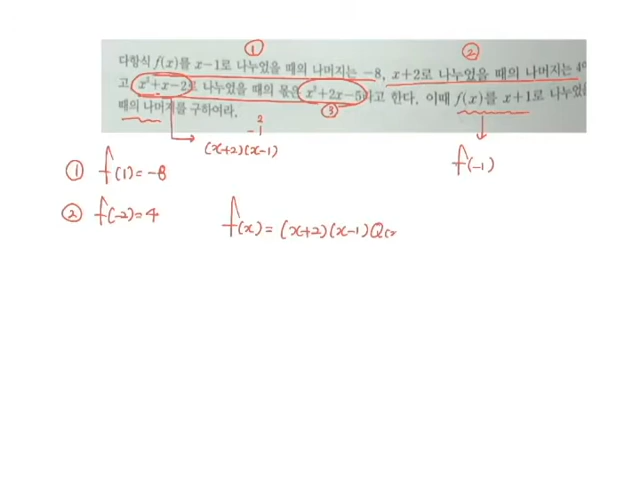 ①
②
다항식 f(x)를 x−1로 나누었을 때의 나머지는 −8, x+2로 나누었을 때의 나머지는 4이
고 x²+x−2로 나누었을 때의 몫은 x²+2x−5라고 한다. 이때 f(x)를 x+1로 나누었을
때의 나머지를 구하여라.
③
2
−1
(x+2)(x−1)
f(−1)
① f(1)=−8
② f(−2)=4
f(x)=(x+2)(x−1)Q(x